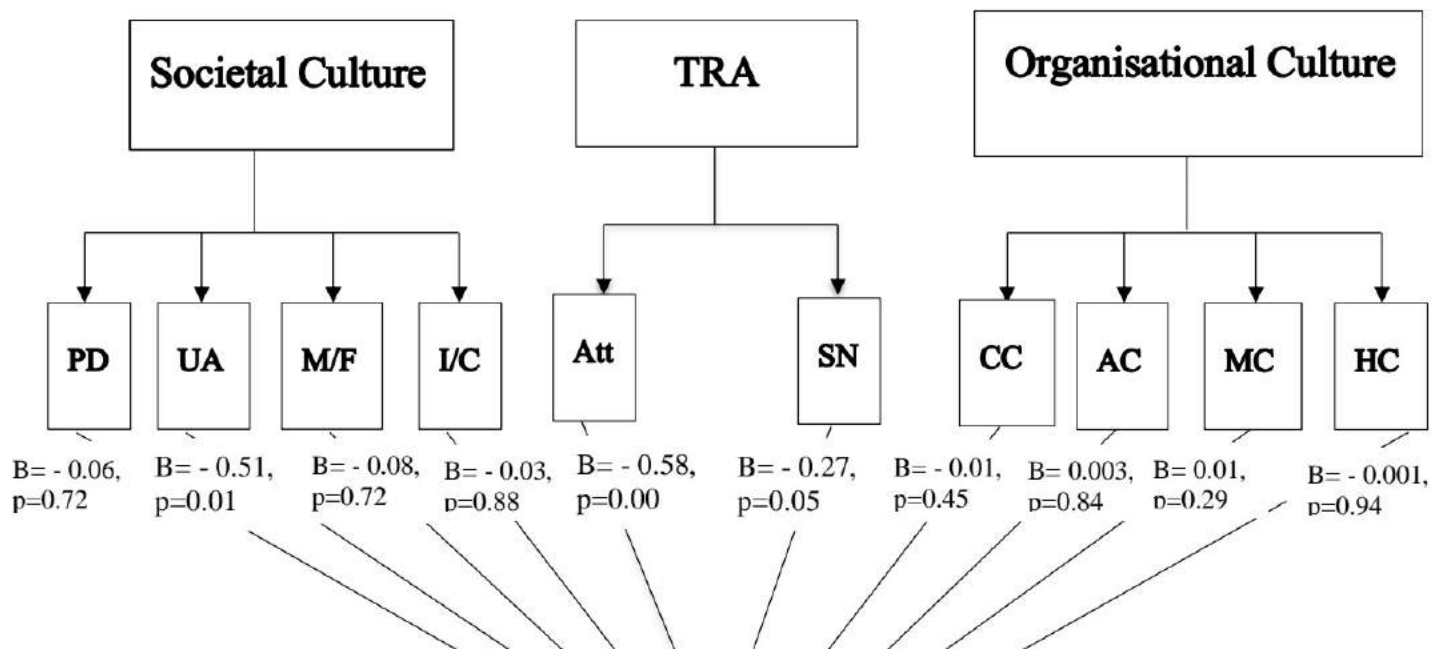 Societal Culture
TRA
Organisational Culture
PD
UA
M/F
I/C
Att
SN
CC
AC
MC
HC
B= - 0.06,
p=0.72
B= - 0.51,
p=0.01
B= - 0.08,
p=0.72
B= - 0.03,
p=0.88
B= - 0.58,
p=0.00
B= - 0.27,
p=0.05
B= - 0.01,
p=0.45
B= 0.003,
p=0.84
B= 0.01,
p=0.29
B= - 0.001,
p=0.94